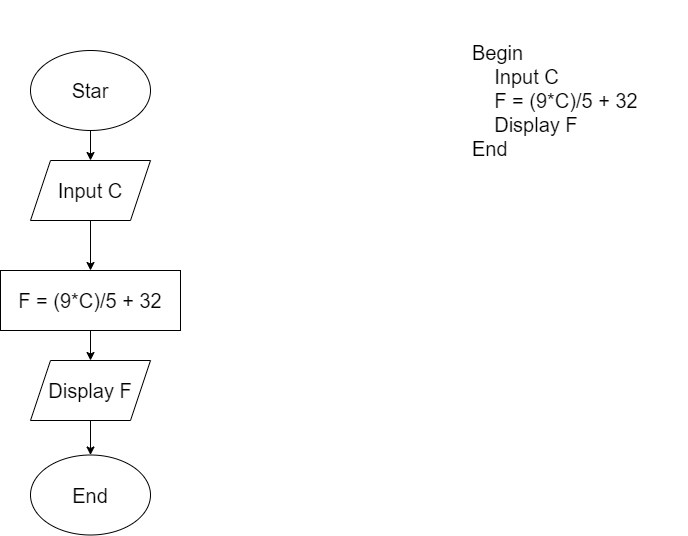 Star
Input C
F = (9*C)/5 + 32
Display F
End
Begin
Input C
F = (9*C)/5 + 32
Display F
End